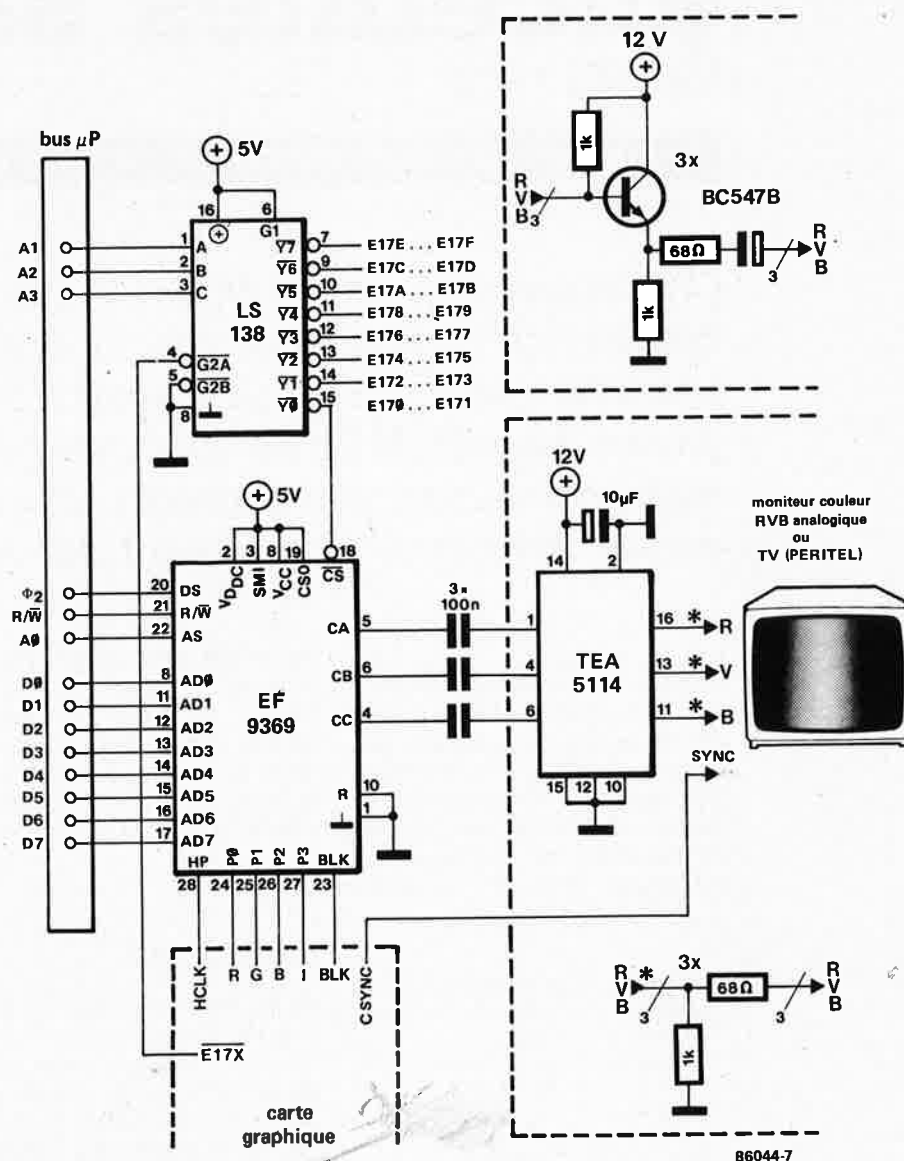 bus μP
A1
A2
A3
5V
16
6
⊕
G1
1 A
2 B
3 C
LS
138
4 G2A
5 G2B
8
Y7 7 E17E...E17F
Y6 9 E17C...E17D
Y5 10 E17A...E17B
Y4 11 E178...E179
Y3 12 E176...E177
Y2 13 E174...E175
Y1 14 E172...E173
Y0 15 E170...E171
12 V
1k
3x
BC547B
R
V
B 3
68Ω
3
R
V
B
1k
5V
2 3 8 19 18
VDDC SMI VCC CSO CS
Φ2 20 DS
R/W 21 R/W
A0 22 AS
D0 8 AD0
D1 11 AD1
D2 12 AD2
D3 13 AD3
D4 14 AD4
D5 15 AD5
D6 16 AD6
D7 17 AD7
EF
9369
CA 5
CB 6
CC 4
R 10
1
HP P0 P1 P2 P3 BLK
28 24 25 26 27 23
3x
100n
12V
10μF
14 2
1
4
6
TEA
5114
16 * R
13 * V
11 * B
15 12 10
SYNC
moniteur couleur
RVB analogique
ou
TV (PERITEL)
HCLK R G B I BLK CSYNC
E17X
carte
graphique
R
V
B
*
3
3x
68Ω
3
R
V
B
1k
86044-7